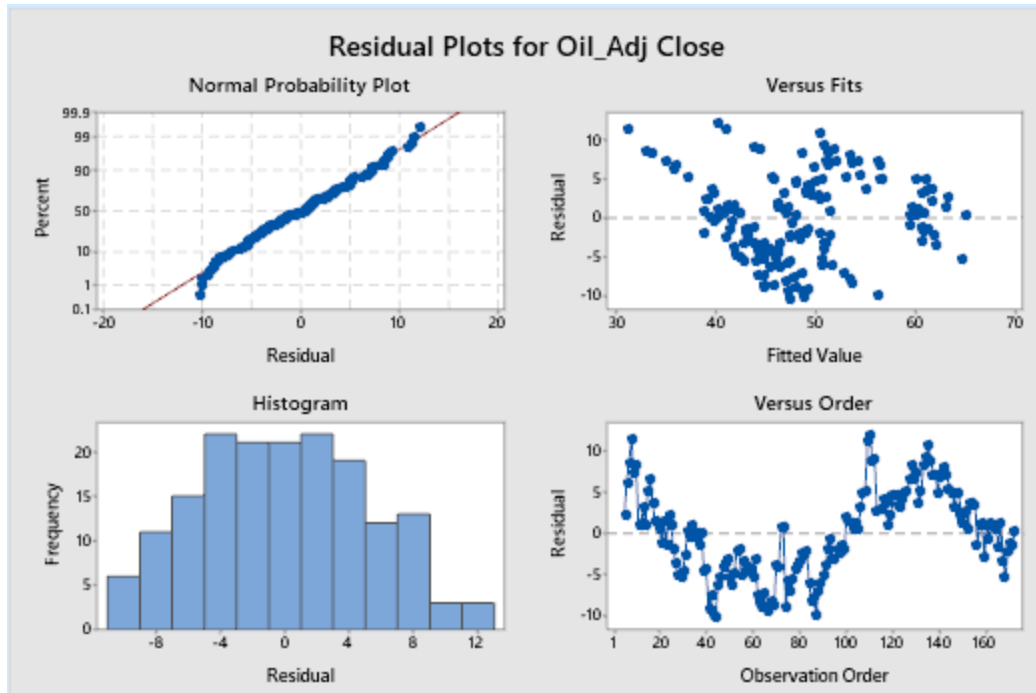 Residual Plots for Oil_Adj Close
Normal Probability Plot
99.9
99
90
50
10
1
0.1
Percent
-20 -10 0 10 20
Residual
Versus Fits
10
5
0
-5
-10
Residual
30 40 50 60 70
Fitted Value
Histogram
20
15
10
5
0
Frequency
-8 -4 0 4 8 12
Residual
Versus Order
10
5
0
-5
-10
Residual
1 20 40 60 80 100 120 140 160
Observation Order